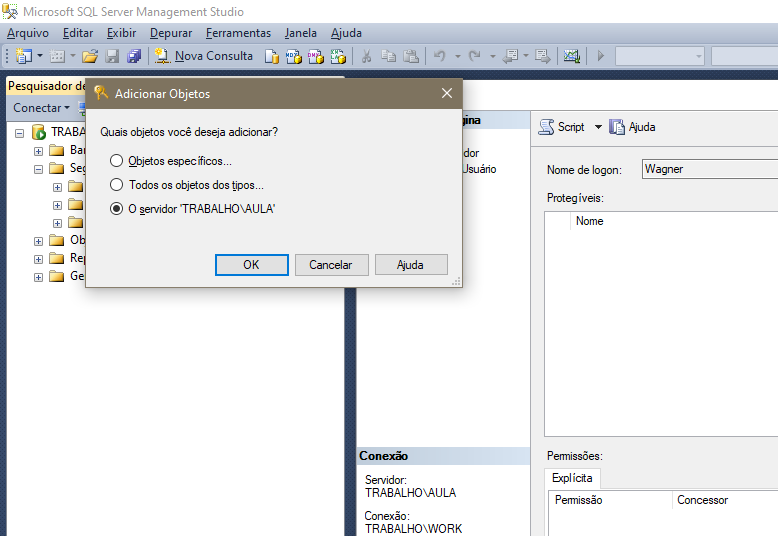 Microsoft SQL Server Management Studio
Arquivo Editar Exibir Depurar Ferramentas Janela Ajuda
Nova Consulta
Pesquisador de
Conectar
TRABA
Ba
Seg
Ob
Rep
Ge
Adicionar Objetos
Quais objetos você deseja adicionar?
Objetos específicos...
Todos os objetos dos tipos...
O servidor 'TRABALHO\AULA'
OK Cancelar Ajuda
gina
dor
Usuário
Script Ajuda
Nome de logon: Wagner
Protegíveis:
Nome
Conexão
Servidor:
TRABALHO\AULA
Conexão:
TRABALHO\WORK
Permissões:
Explícita
Permissão Concessor